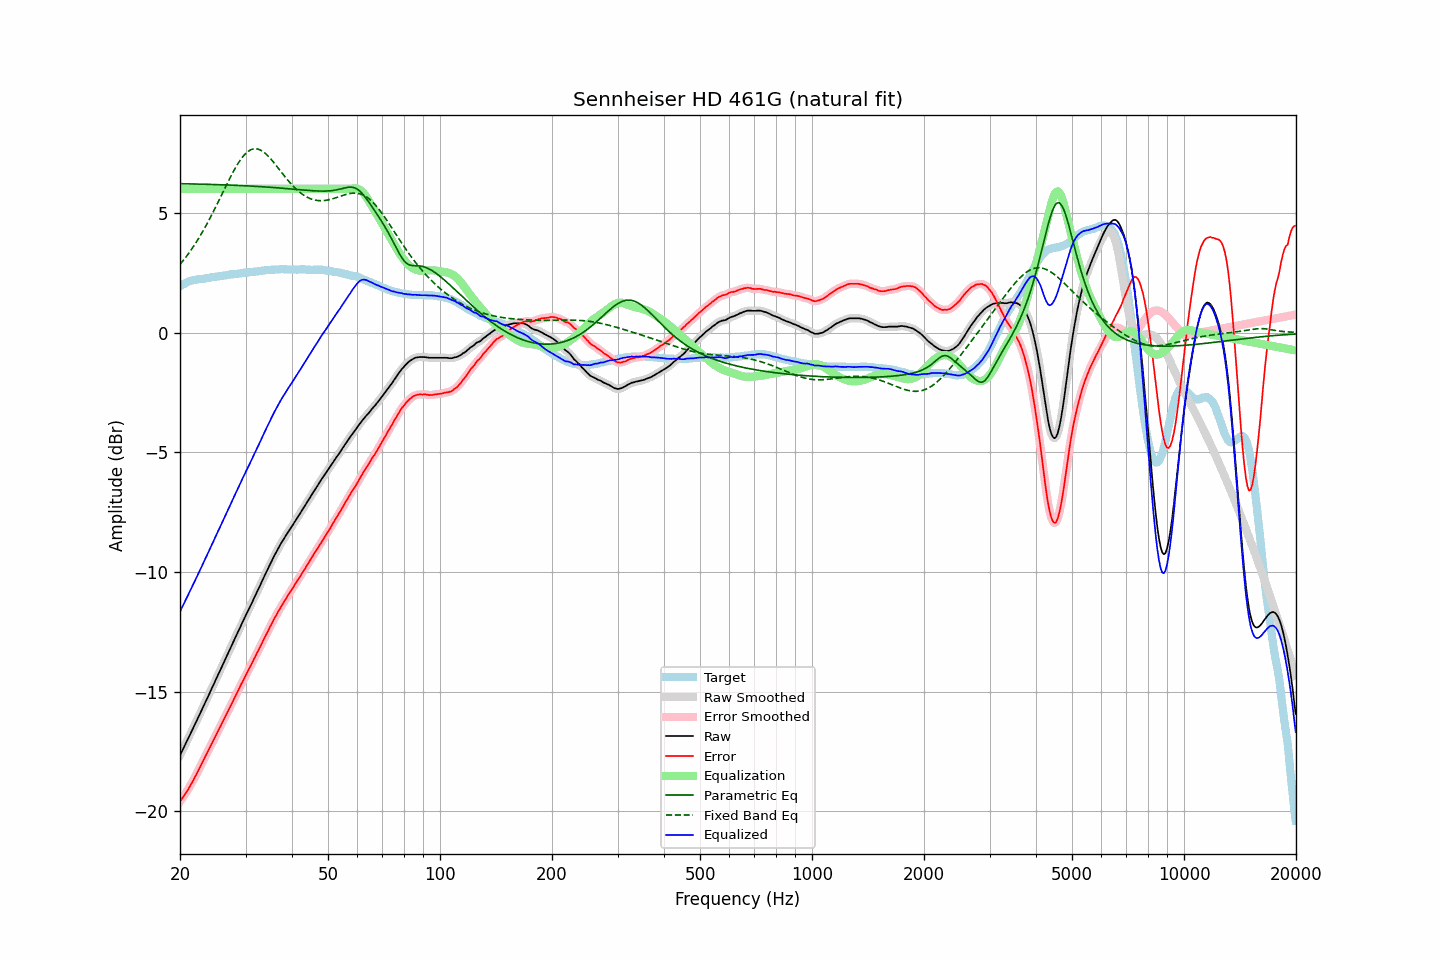 Sennheiser HD 461G (natural fit)
Amplitude (dBr)
5
0
−5
−10
−15
−20
20
50
100
200
500
1000
2000
5000
10000
20000
Frequency (Hz)
Target
Raw Smoothed
Error Smoothed
Raw
Error
Equalization
Parametric Eq
Fixed Band Eq
Equalized